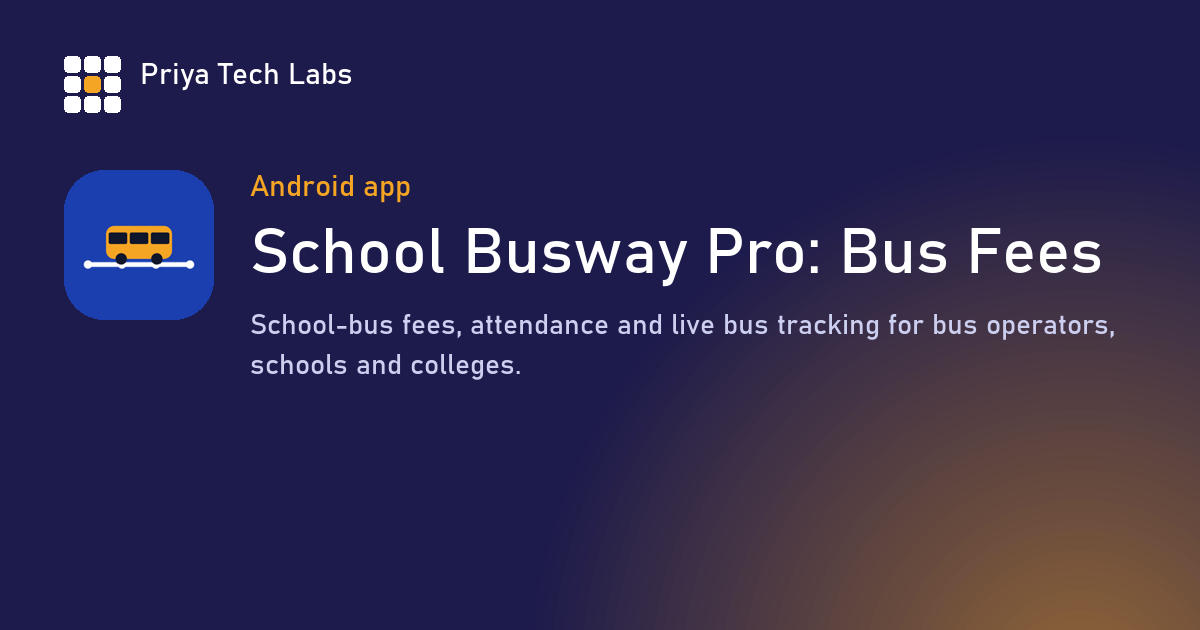 Priya Tech Labs
Android app
School Busway Pro: Bus Fees
School-bus fees, attendance and live bus tracking for bus operators,
schools and colleges.